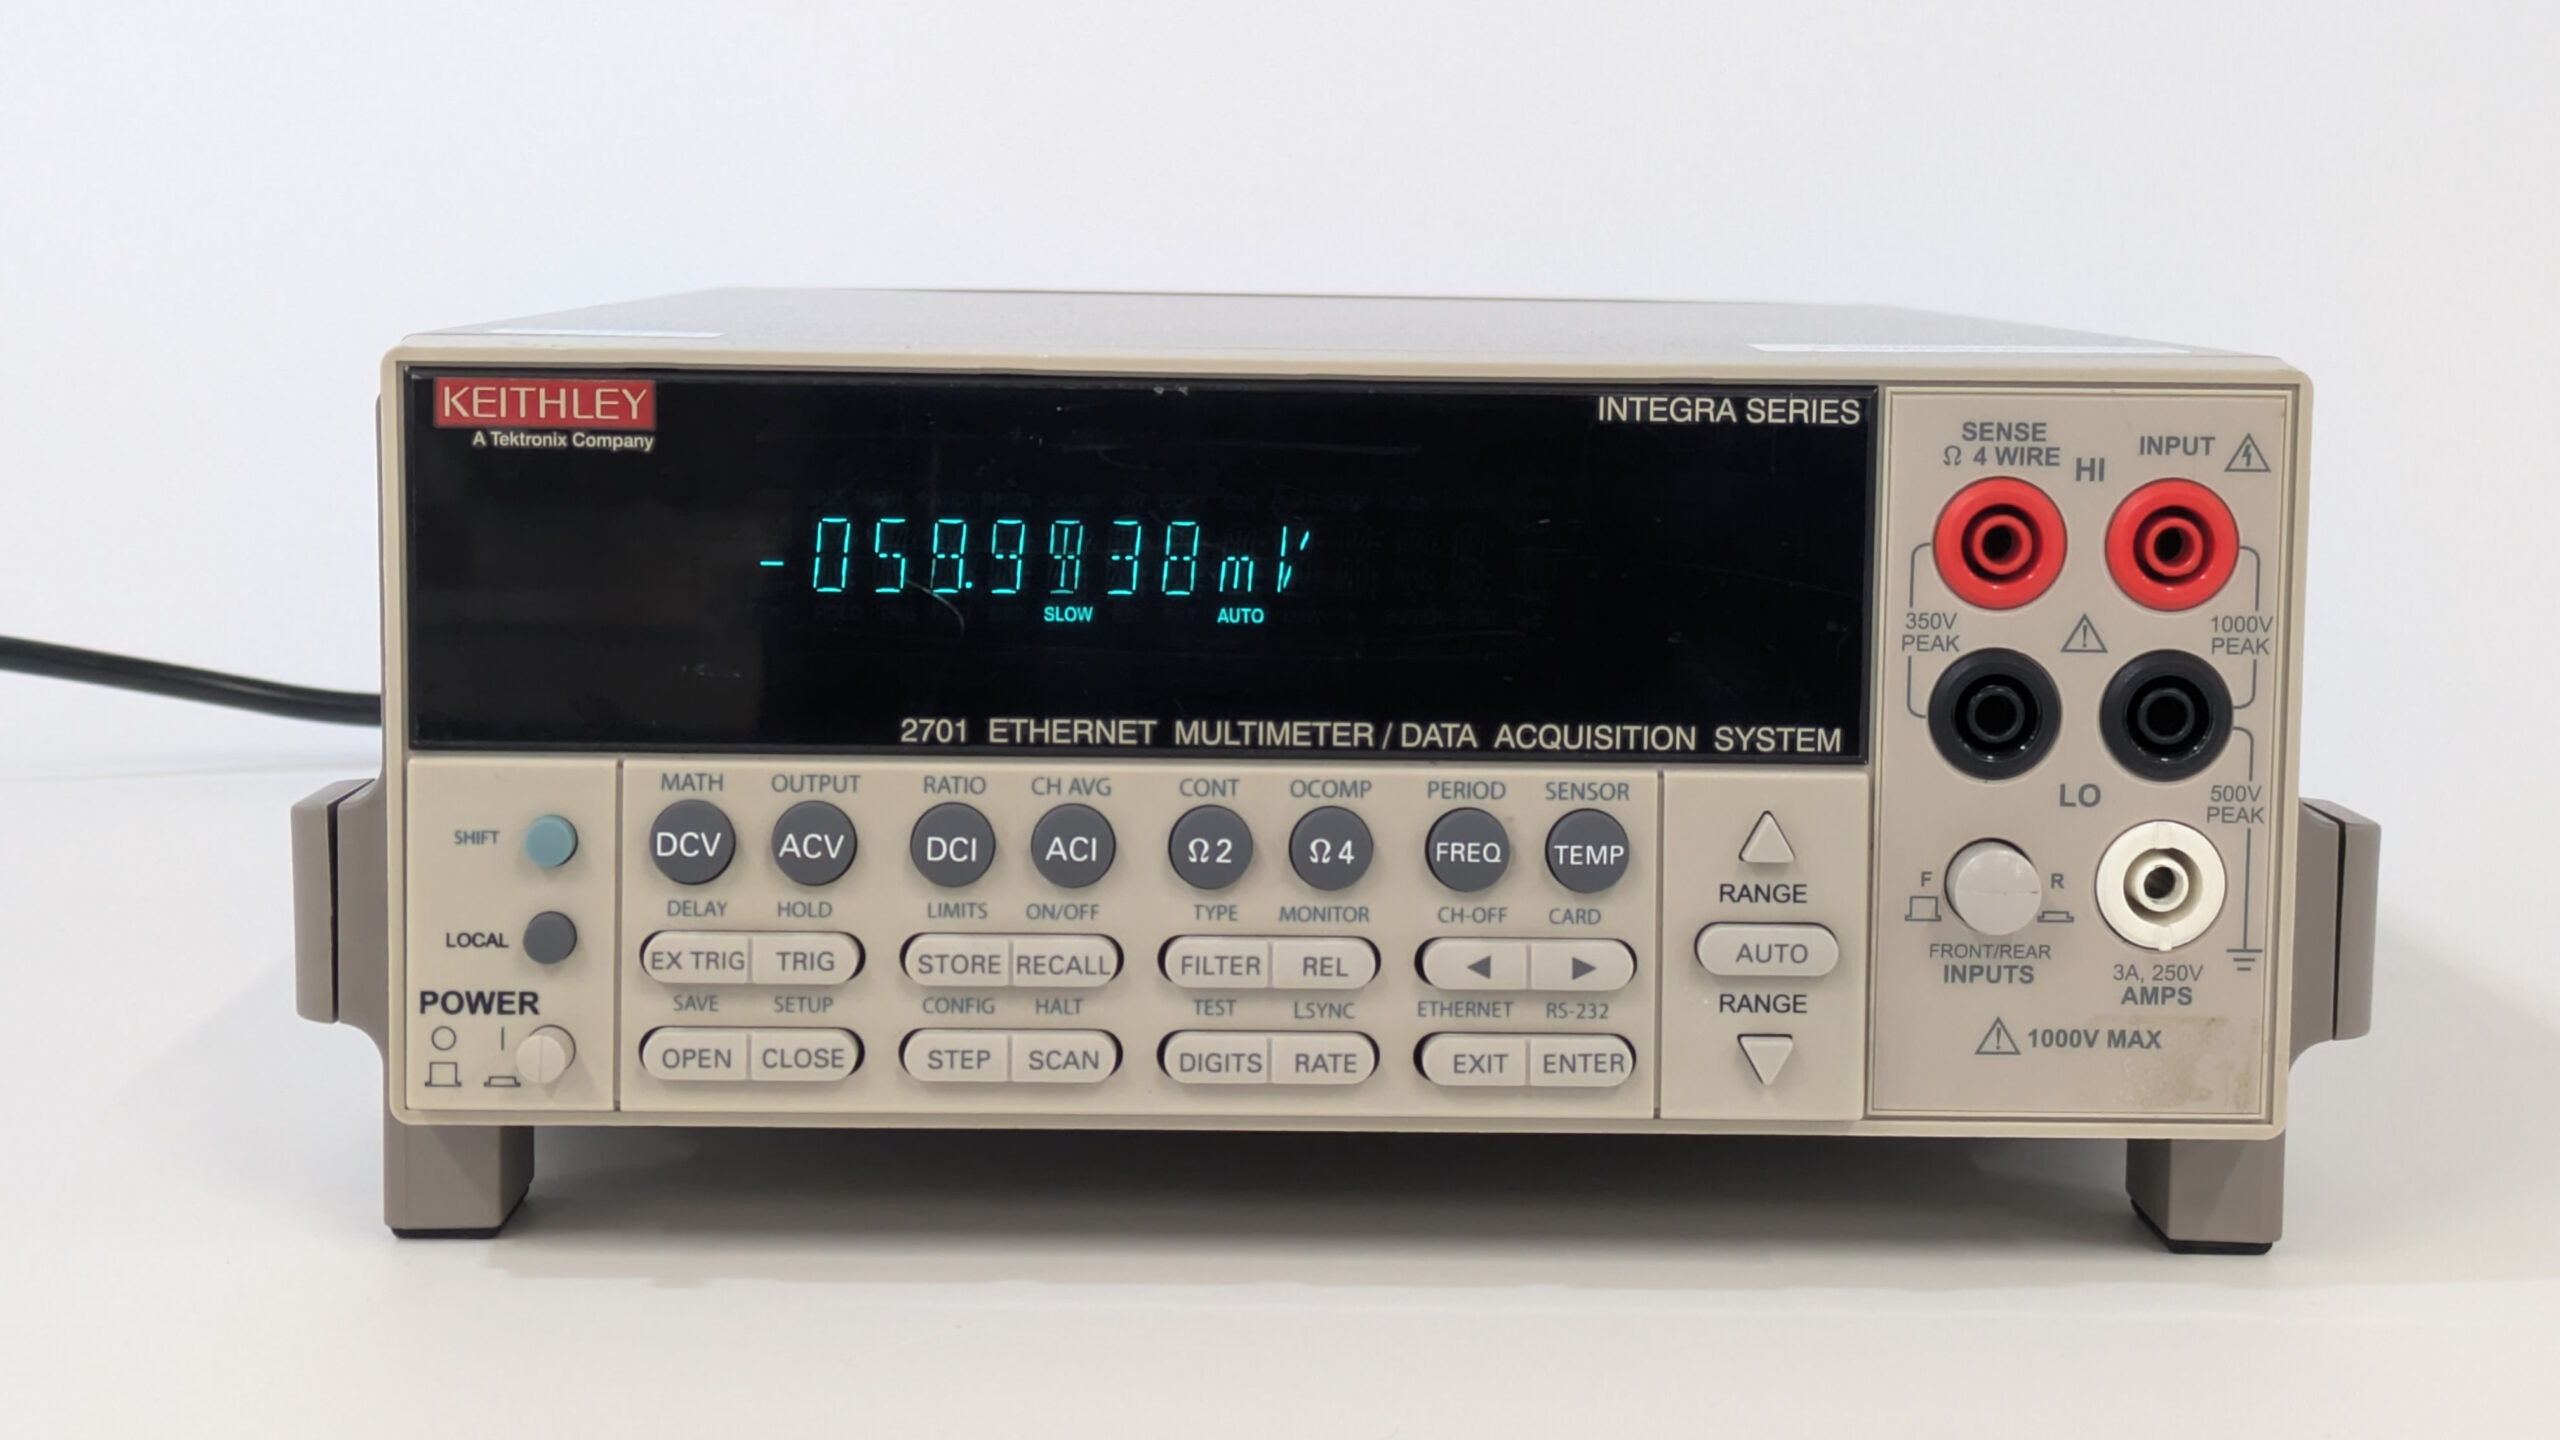 KEITHLEY
A Tektronix Company
INTEGRA SERIES
SLOW AUTO
2701 ETHERNET MULTIMETER / DATA ACQUISITION SYSTEM
SENSE
Ω 4 WIRE
HI
INPUT
350V
PEAK
1000V
PEAK
LO
500V
PEAK
F
R
FRONT/REAR
INPUTS
3A, 250V
AMPS
1000V MAX
SHIFT
LOCAL
POWER
MATH OUTPUT RATIO CH AVG CONT OCOMP PERIOD SENSOR
DCV ACV DCI ACI Ω2 Ω4 FREQ TEMP
DELAY HOLD LIMITS ON/OFF TYPE MONITOR CH-OFF CARD
EX TRIG TRIG STORE RECALL FILTER REL
SAVE SETUP CONFIG HALT TEST LSYNC ETHERNET RS-232
OPEN CLOSE STEP SCAN DIGITS RATE EXIT ENTER
RANGE
AUTO
RANGE